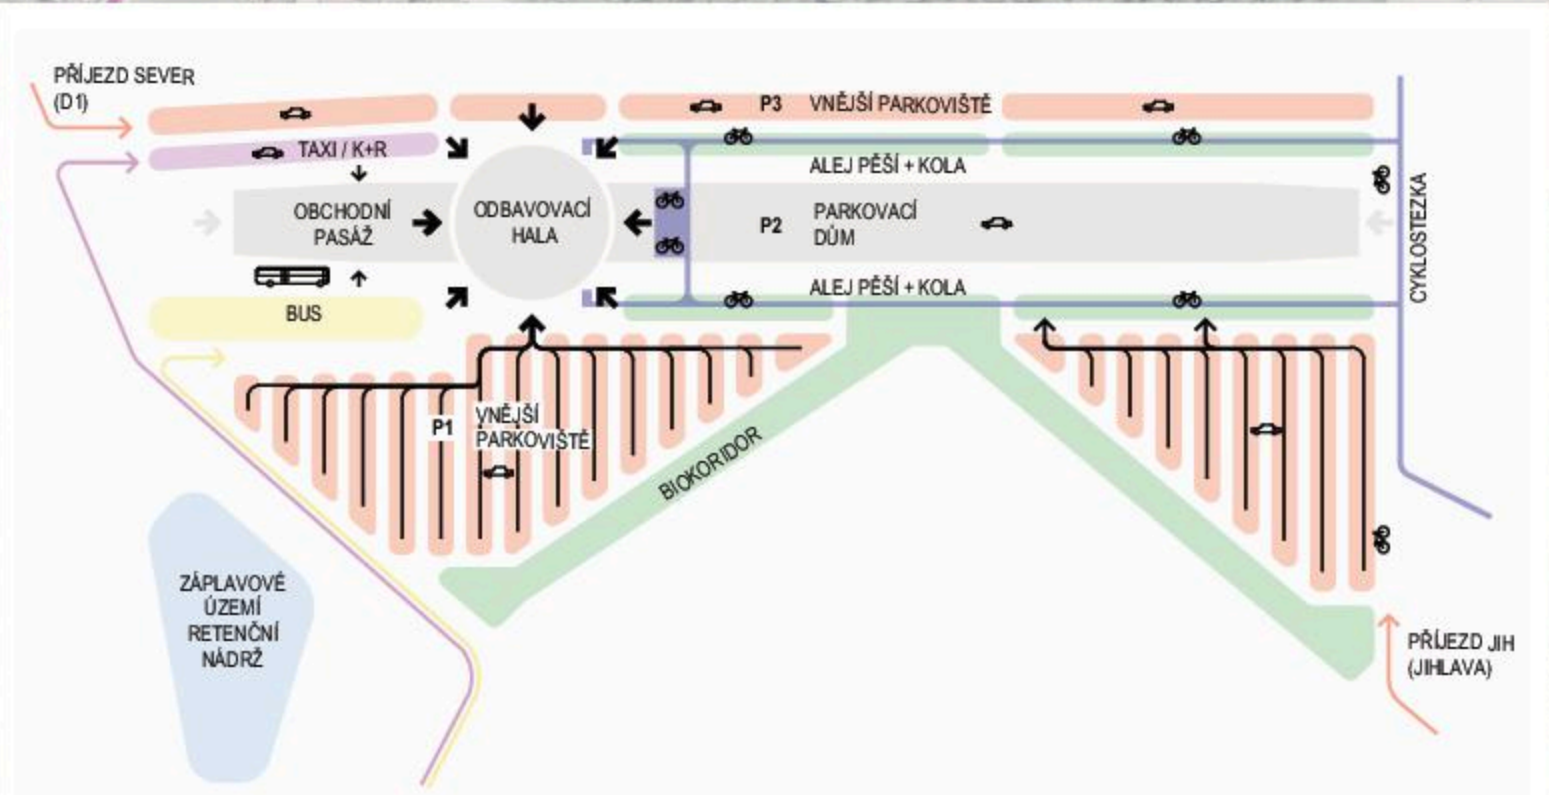 PŘÍJEZD SEVER
(D1)
P3 VNĚJŠÍ PARKOVIŠTĚ
TAXI / K+R
ALEJ PĚŠÍ + KOLA
OBCHODNÍ
PASÁŽ
ODBAVOVACÍ
HALA
P2
PARKOVACÍ
DŮM
CYKLOSTEZKA
ALEJ PĚŠÍ + KOLA
BUS
P1
VNĚJŠÍ
PARKOVIŠTĚ
BIOKORIDOR
ZÁPLAVOVÉ
ÚZEMÍ
RETENČNÍ
NÁDRŽ
PŘÍJEZD JIH
(JIHLAVA)